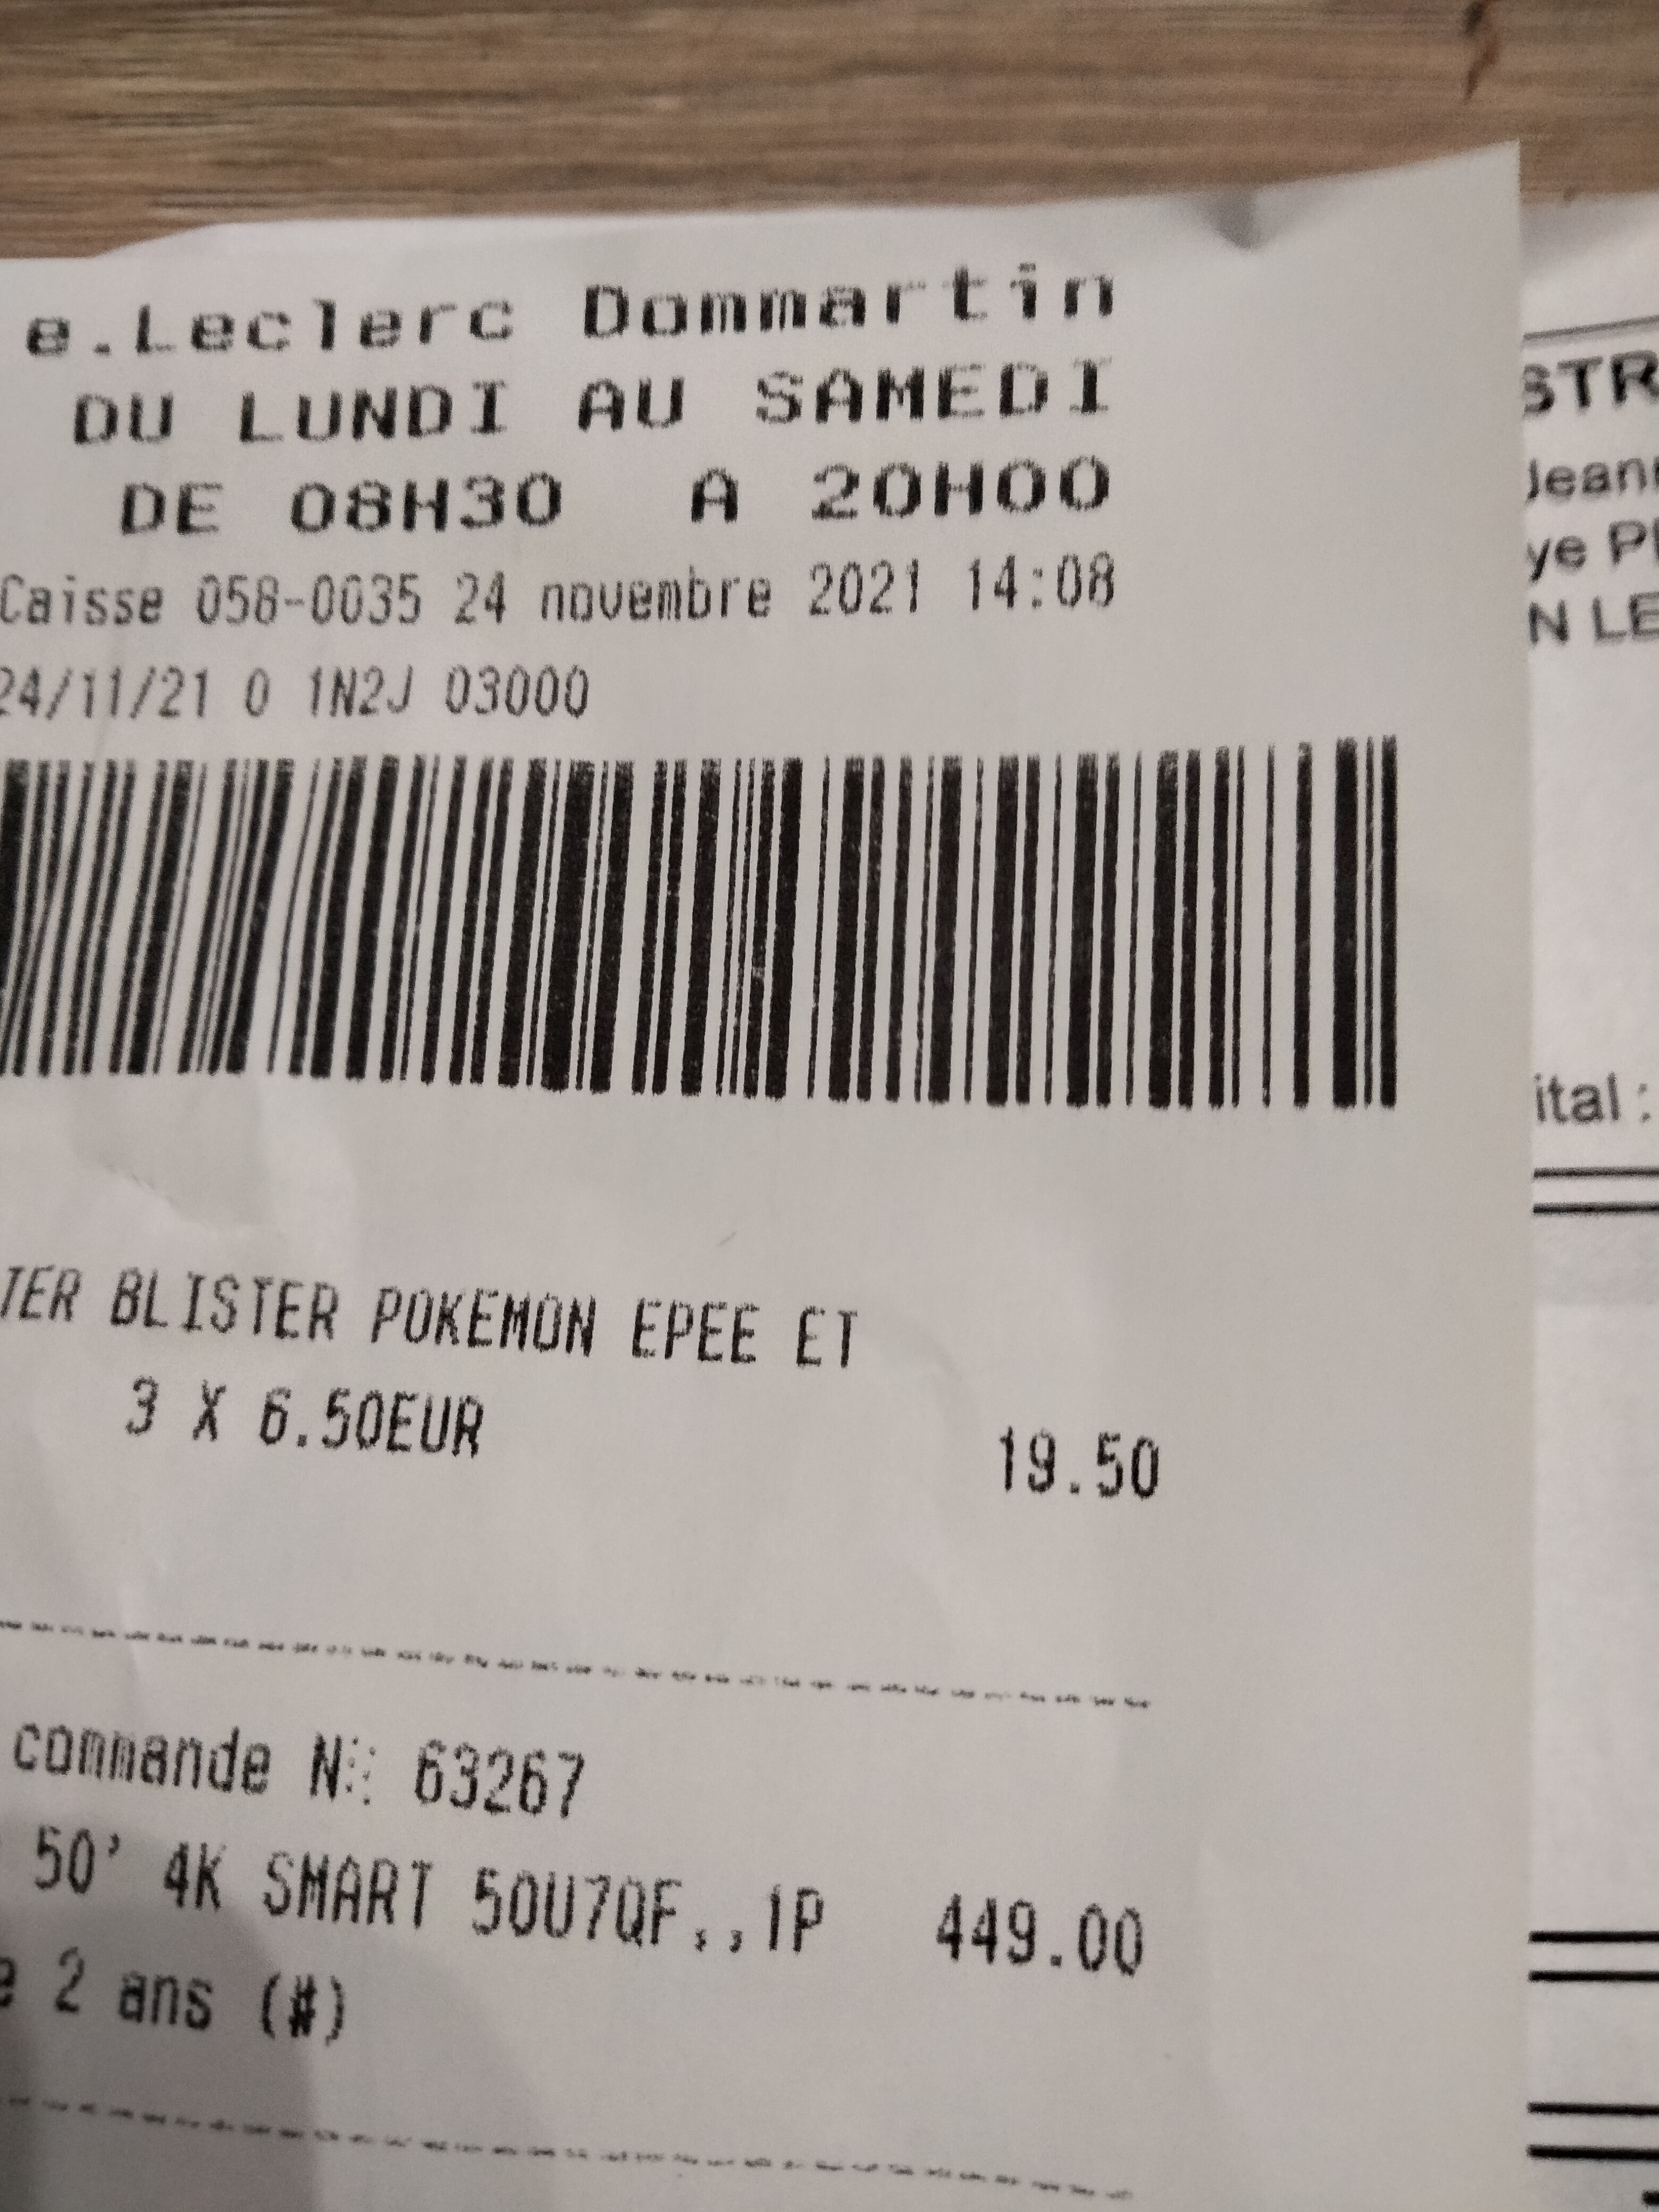 e.Leclerc Dommartin
DU LUNDI AU SAMEDI
DE 08H30 A 20H00
Caisse 058-0035 24 novembre 2021 14:08
24/11/21 0 1N2J 03000
TER BLISTER POKEMON EPEE ET
3 X 6.50EUR 19.50
commande N 63267
50' 4K SMART 50U7QF,,1P 449.00
e 2 ans (#)
STR
Jean
ye P
N LE
ital :